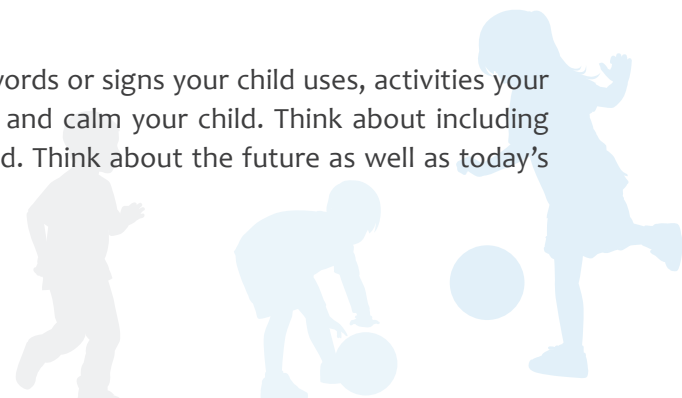 words or signs your child uses, activities your
and calm your child. Think about including
d. Think about the future as well as today’s